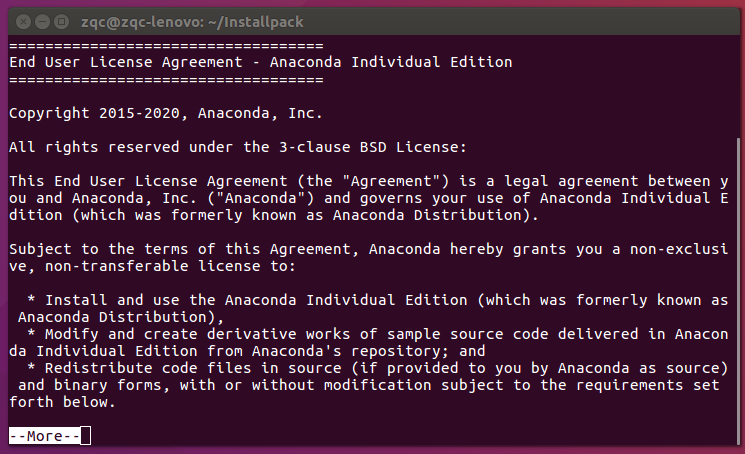 zqc@zqc-lenovo: ~/Installpack
===================================
End User License Agreement - Anaconda Individual Edition
===================================
Copyright 2015-2020, Anaconda, Inc.
All rights reserved under the 3-clause BSD License:
This End User License Agreement (the "Agreement") is a legal agreement between y
ou and Anaconda, Inc. ("Anaconda") and governs your use of Anaconda Individual E
dition (which was formerly known as Anaconda Distribution).
Subject to the terms of this Agreement, Anaconda hereby grants you a non-exclusi
ve, non-transferable license to:
  * Install and use the Anaconda Individual Edition (which was formerly known as
 Anaconda Distribution),
  * Modify and create derivative works of sample source code delivered in Anacon
da Individual Edition from Anaconda's repository; and
  * Redistribute code files in source (if provided to you by Anaconda as source)
 and binary forms, with or without modification subject to the requirements set
forth below.
--More--